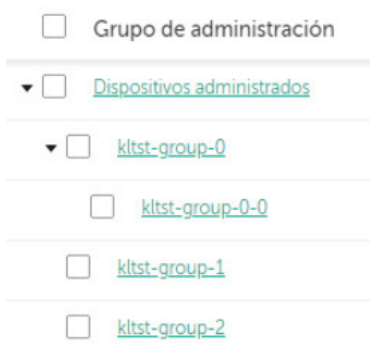 Grupo de administración
Dispositivos administrados
kltst-group-0
kltst-group-0-0
kltst-group-1
kltst-group-2